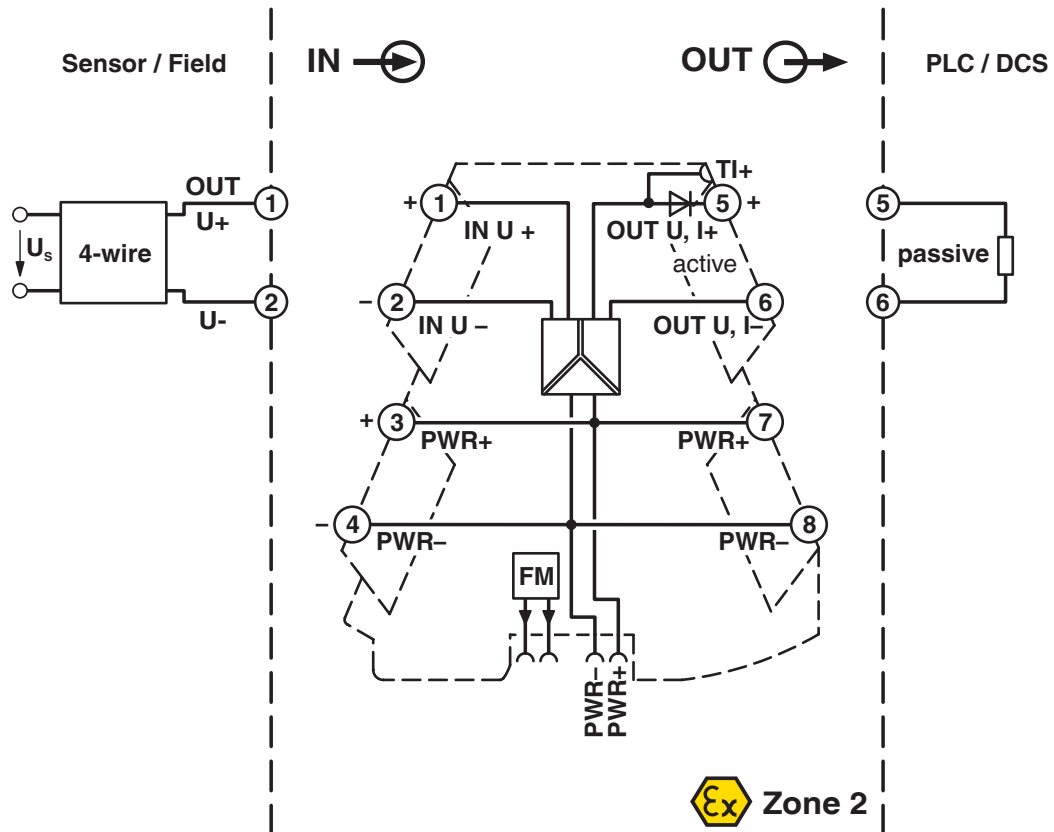 Sensor / Field
IN
OUT
PLC / DCS
OUT
U+
1
Us
4-wire
2
U-
+ 1
IN U +
– 2
IN U –
TI+
5 +
OUT U, I+
active
6
OUT U, I–
5
passive
6
+ 3
PWR+
7
PWR+
– 4
PWR–
8
PWR–
FM
PWR–
PWR+
Ex
Zone 2